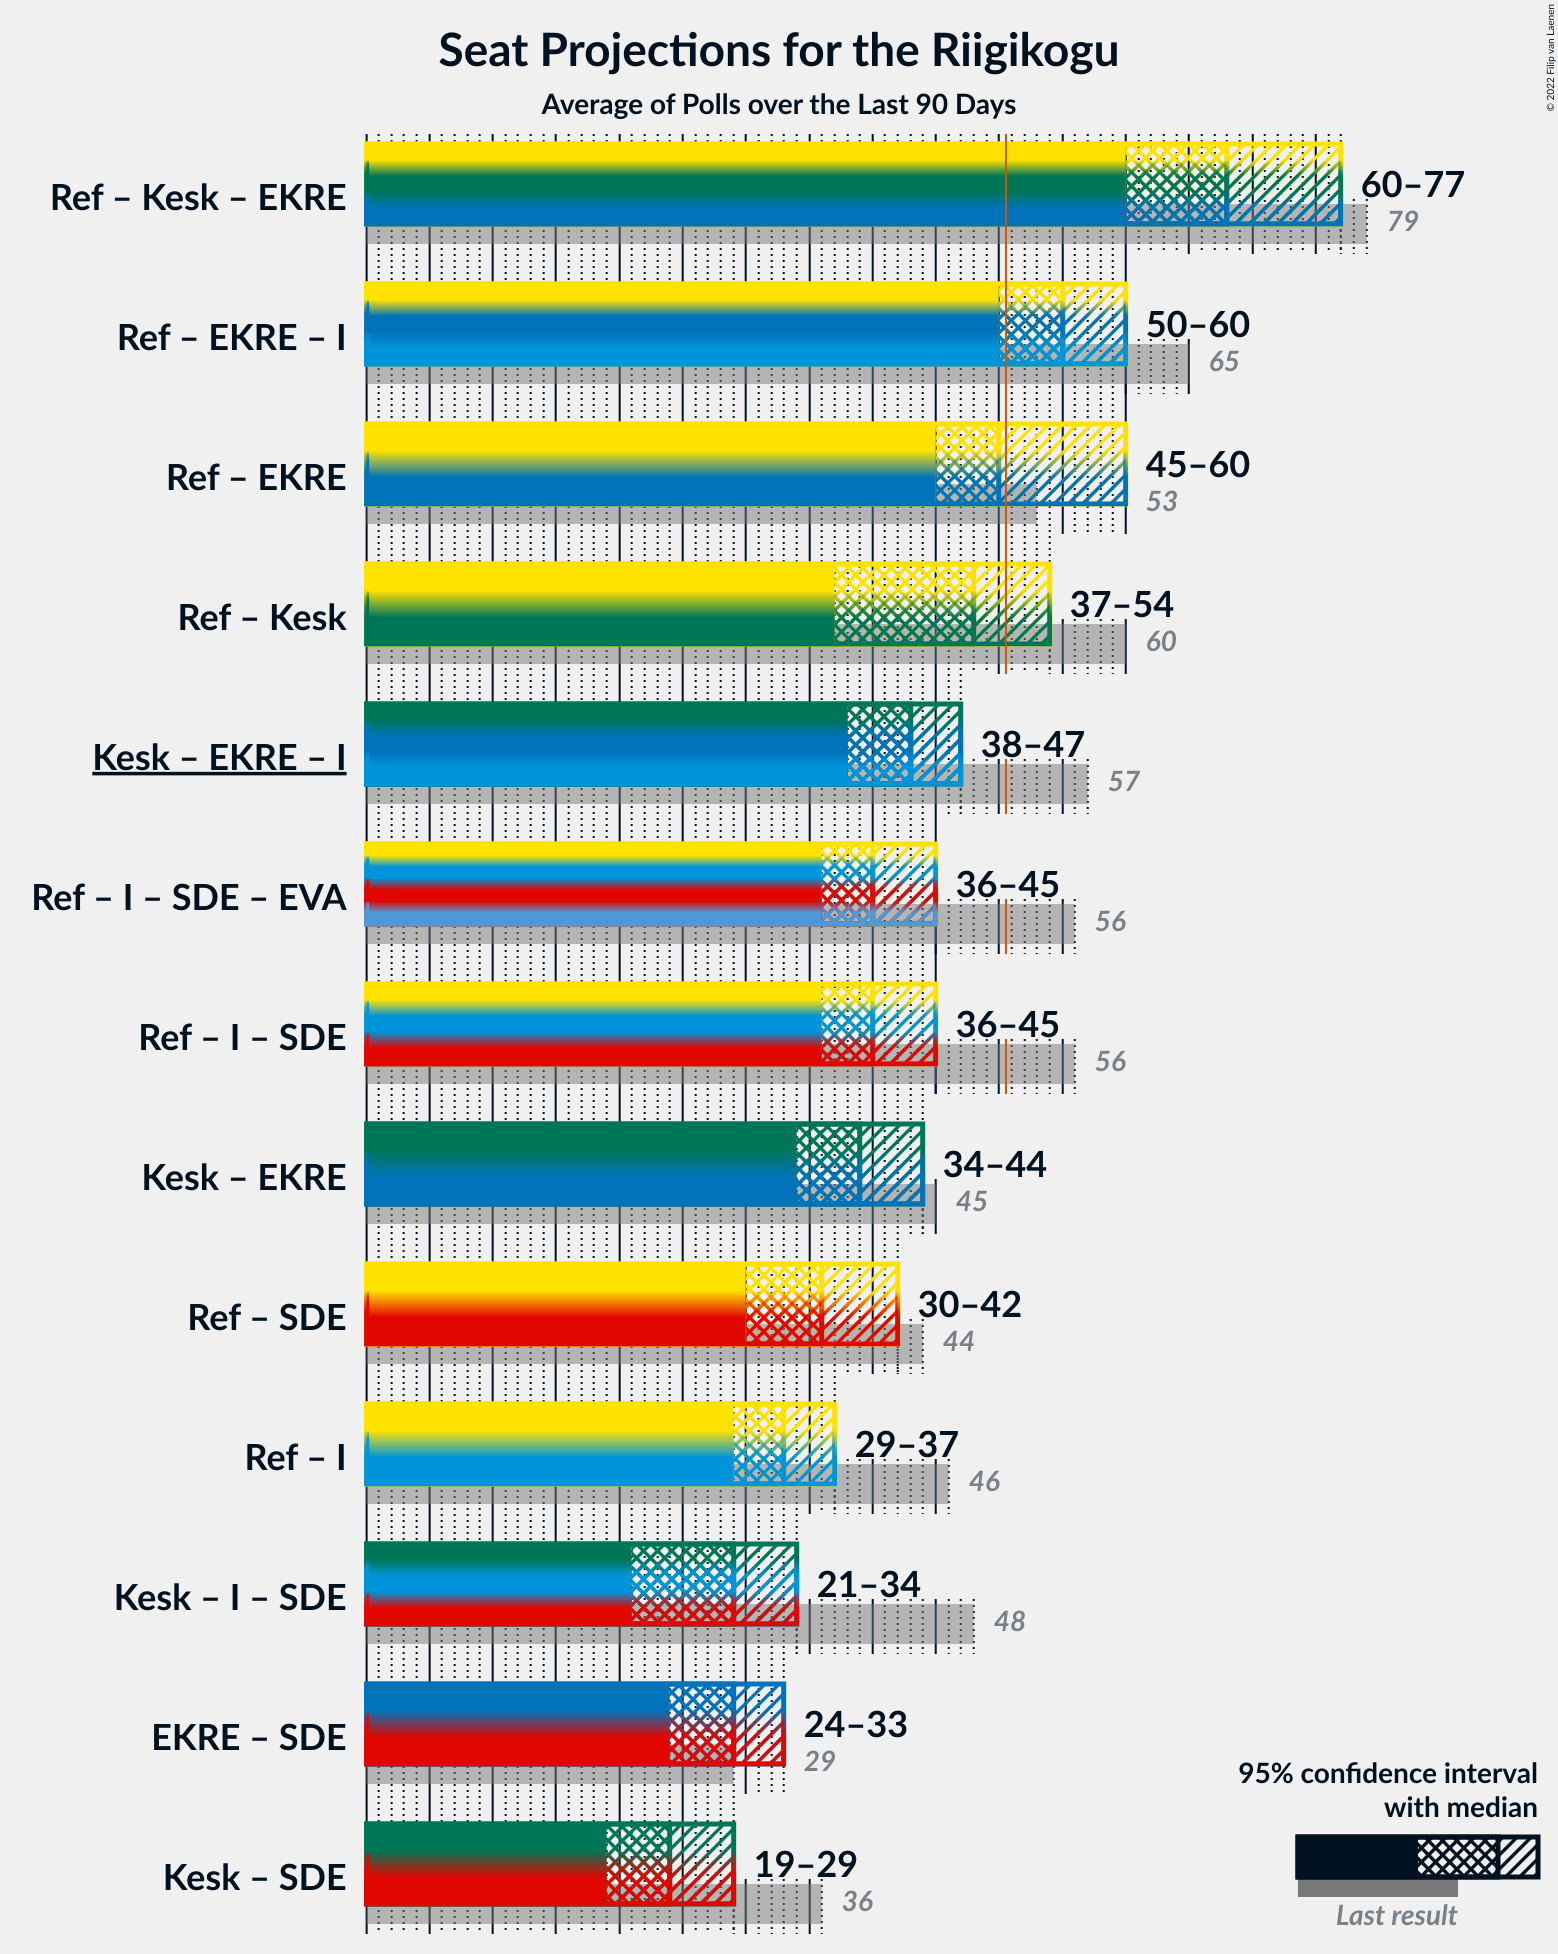 Seat Projections for the Riigikogu
Average of Polls over the Last 90 Days
© 2022 Filip van Laenen
Ref – Kesk – EKRE
60–77
79
Ref – EKRE – I
50–60
65
Ref – EKRE
45–60
53
Ref – Kesk
37–54
60
Kesk – EKRE – I
38–47
57
Ref – I – SDE – EVA
36–45
56
Ref – I – SDE
36–45
56
Kesk – EKRE
34–44
45
Ref – SDE
30–42
44
Ref – I
29–37
46
Kesk – I – SDE
21–34
48
EKRE – SDE
24–33
29
Kesk – SDE
19–29
36
95% confidence interval
with median
Last result